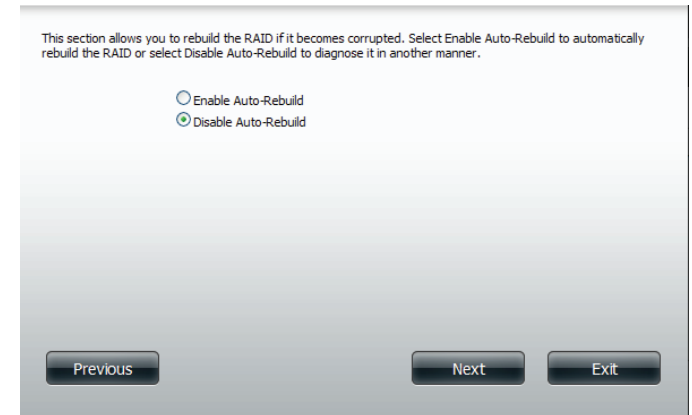 This section allows you to rebuild the RAID if it becomes corrupted. Select Enable Auto-Rebuild to automatically
rebuild the RAID or select Disable Auto-Rebuild to diagnose it in another manner.
Enable Auto-Rebuild
Disable Auto-Rebuild
Previous Next Exit